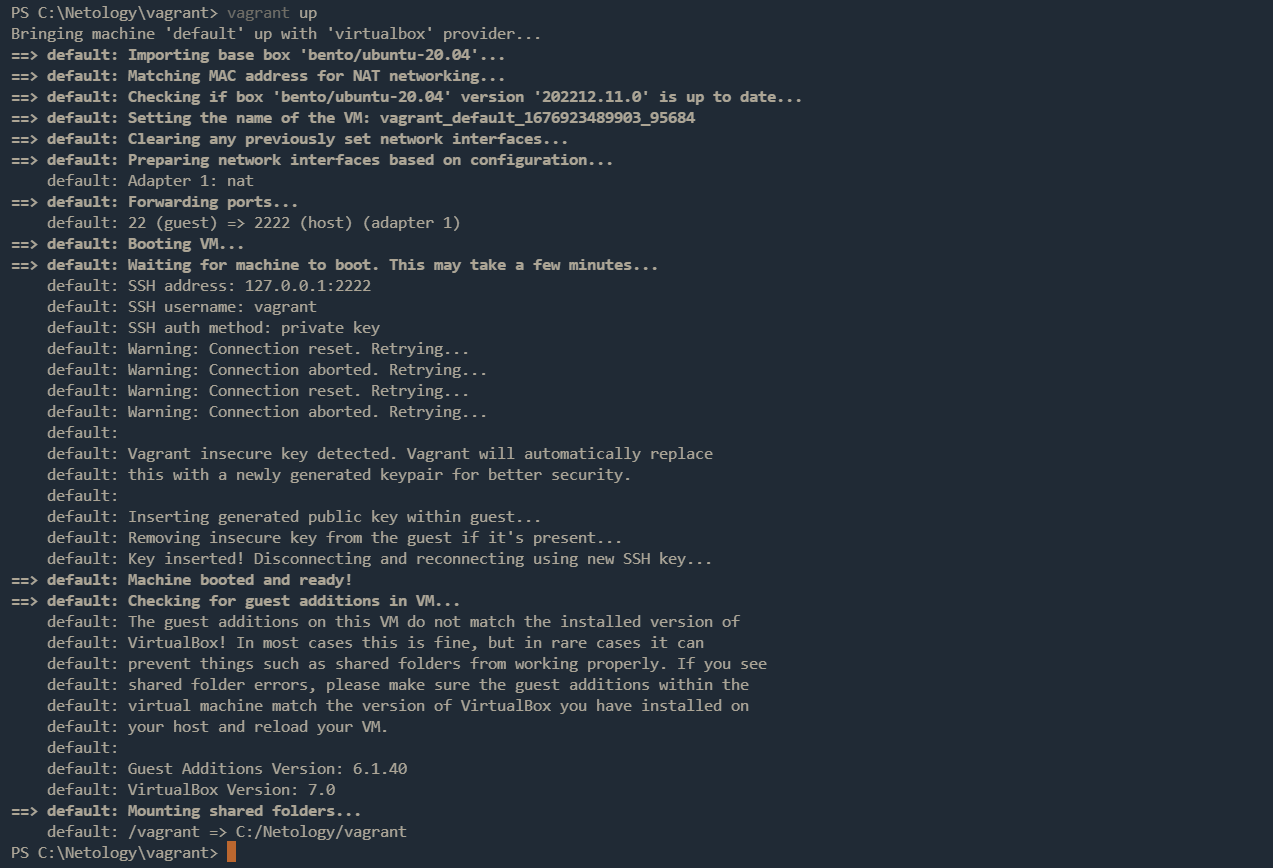 PS C:\Netology\vagrant> vagrant up
Bringing machine 'default' up with 'virtualbox' provider...
==> default: Importing base box 'bento/ubuntu-20.04'...
==> default: Matching MAC address for NAT networking...
==> default: Checking if box 'bento/ubuntu-20.04' version '202212.11.0' is up to date...
==> default: Setting the name of the VM: vagrant_default_1676923489903_95684
==> default: Clearing any previously set network interfaces...
==> default: Preparing network interfaces based on configuration...
    default: Adapter 1: nat
==> default: Forwarding ports...
    default: 22 (guest) => 2222 (host) (adapter 1)
==> default: Booting VM...
==> default: Waiting for machine to boot. This may take a few minutes...
    default: SSH address: 127.0.0.1:2222
    default: SSH username: vagrant
    default: SSH auth method: private key
    default: Warning: Connection reset. Retrying...
    default: Warning: Connection aborted. Retrying...
    default: Warning: Connection reset. Retrying...
    default: Warning: Connection aborted. Retrying...
    default:
    default: Vagrant insecure key detected. Vagrant will automatically replace
    default: this with a newly generated keypair for better security.
    default:
    default: Inserting generated public key within guest...
    default: Removing insecure key from the guest if it's present...
    default: Key inserted! Disconnecting and reconnecting using new SSH key...
==> default: Machine booted and ready!
==> default: Checking for guest additions in VM...
    default: The guest additions on this VM do not match the installed version of
    default: VirtualBox! In most cases this is fine, but in rare cases it can
    default: prevent things such as shared folders from working properly. If you see
    default: shared folder errors, please make sure the guest additions within the
    default: virtual machine match the version of VirtualBox you have installed on
    default: your host and reload your VM.
    default:
    default: Guest Additions Version: 6.1.40
    default: VirtualBox Version: 7.0
==> default: Mounting shared folders...
    default: /vagrant => C:/Netology/vagrant
PS C:\Netology\vagrant>